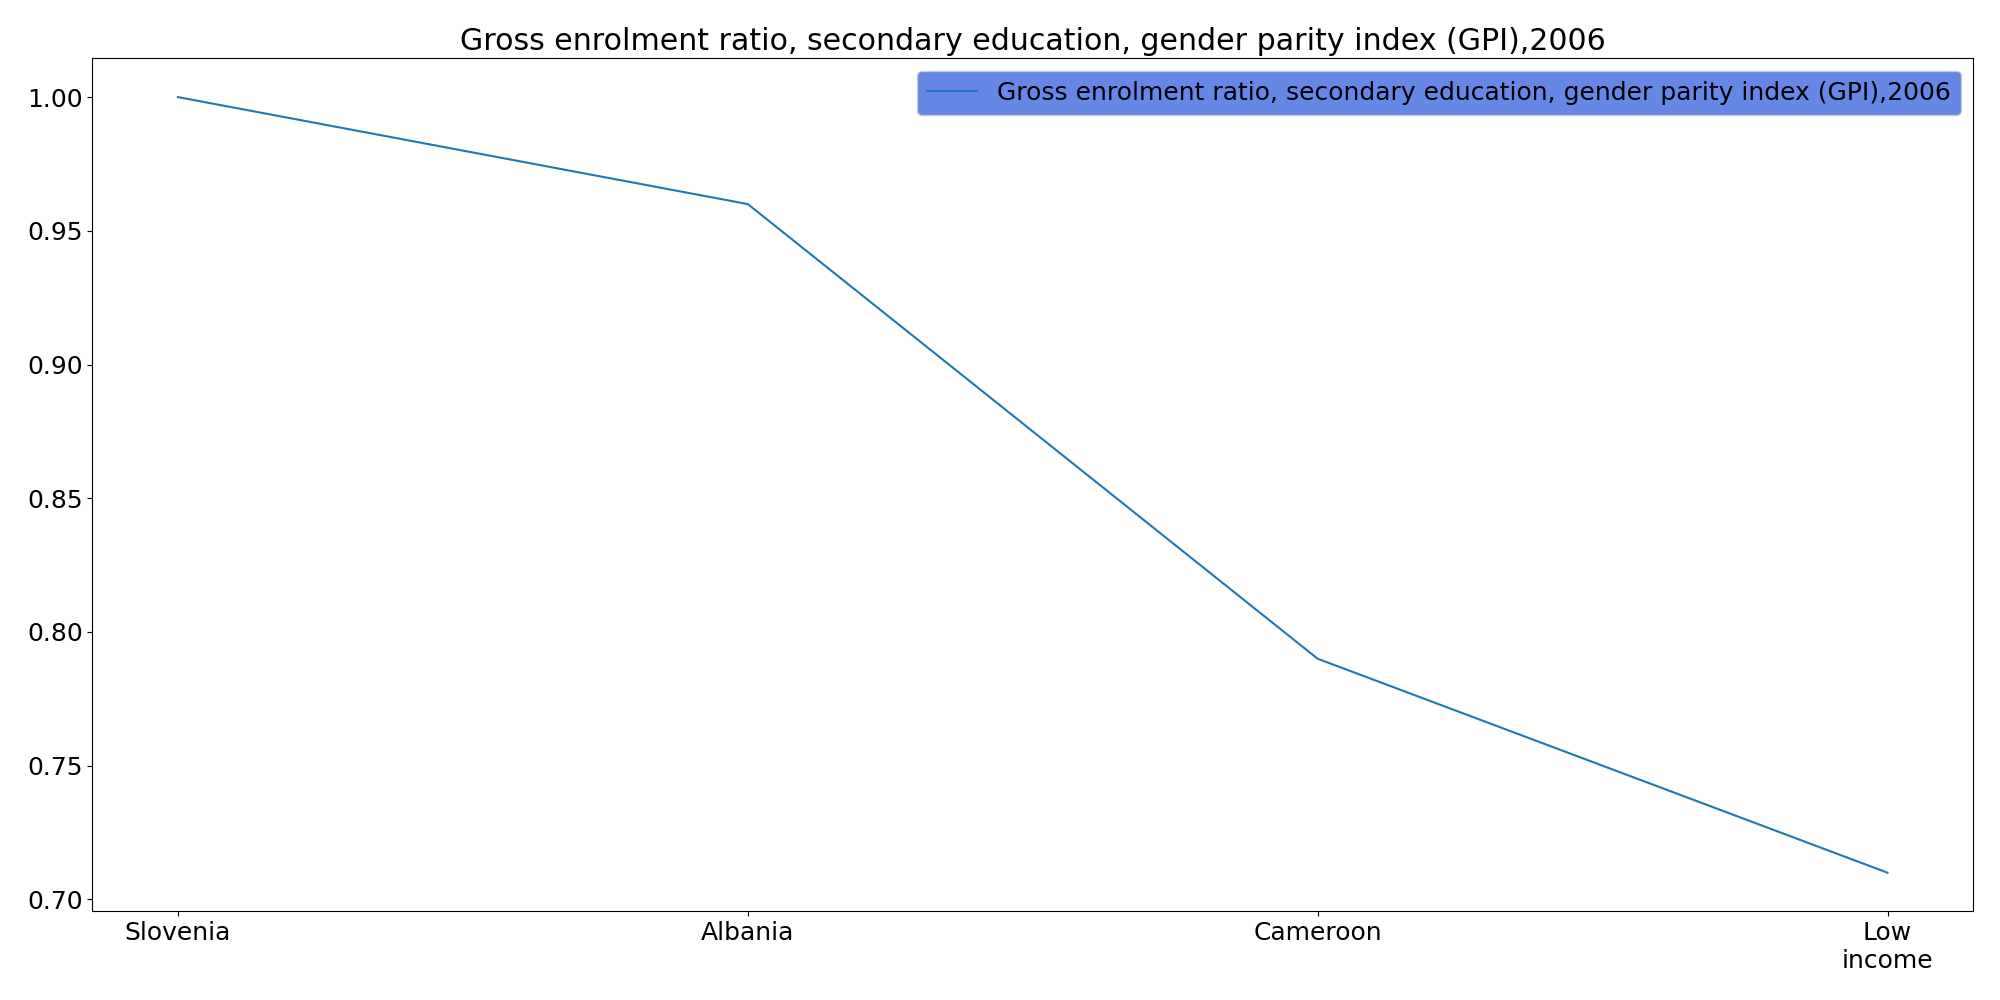 Gross enrolment ratio, secondary education, gender parity index (GPI),2006
Gross enrolment ratio, secondary education, gender parity index (GPI),2006
1.00
0.95
0.90
0.85
0.80
0.75
0.70
Slovenia
Albania
Cameroon
Low
income